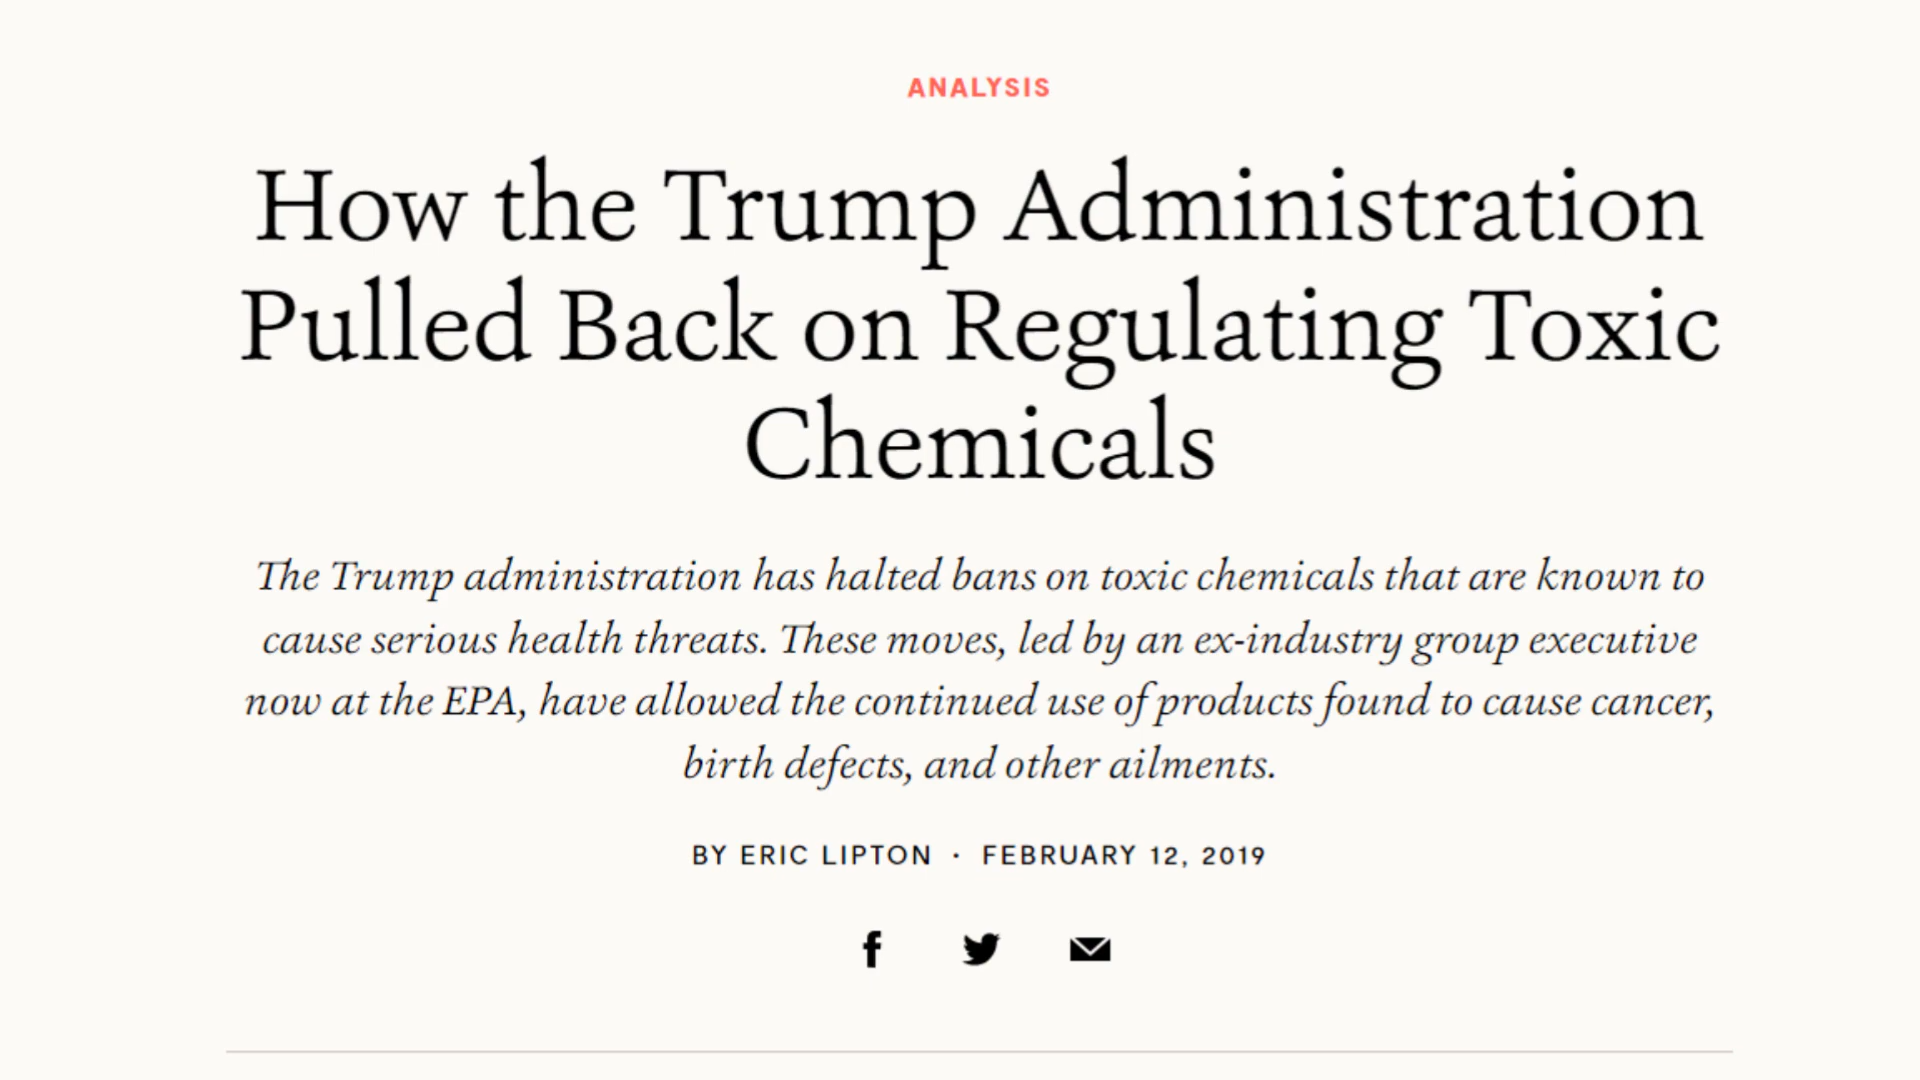 ANALYSIS
How the Trump Administration
Pulled Back on Regulating Toxic
Chemicals
The Trump administration has halted bans on toxic chemicals that are known to
cause serious health threats. These moves, led by an ex-industry group executive
now at the EPA, have allowed the continued use of products found to cause cancer,
birth defects, and other ailments.
BY ERIC LIPTON · FEBRUARY 12, 2019